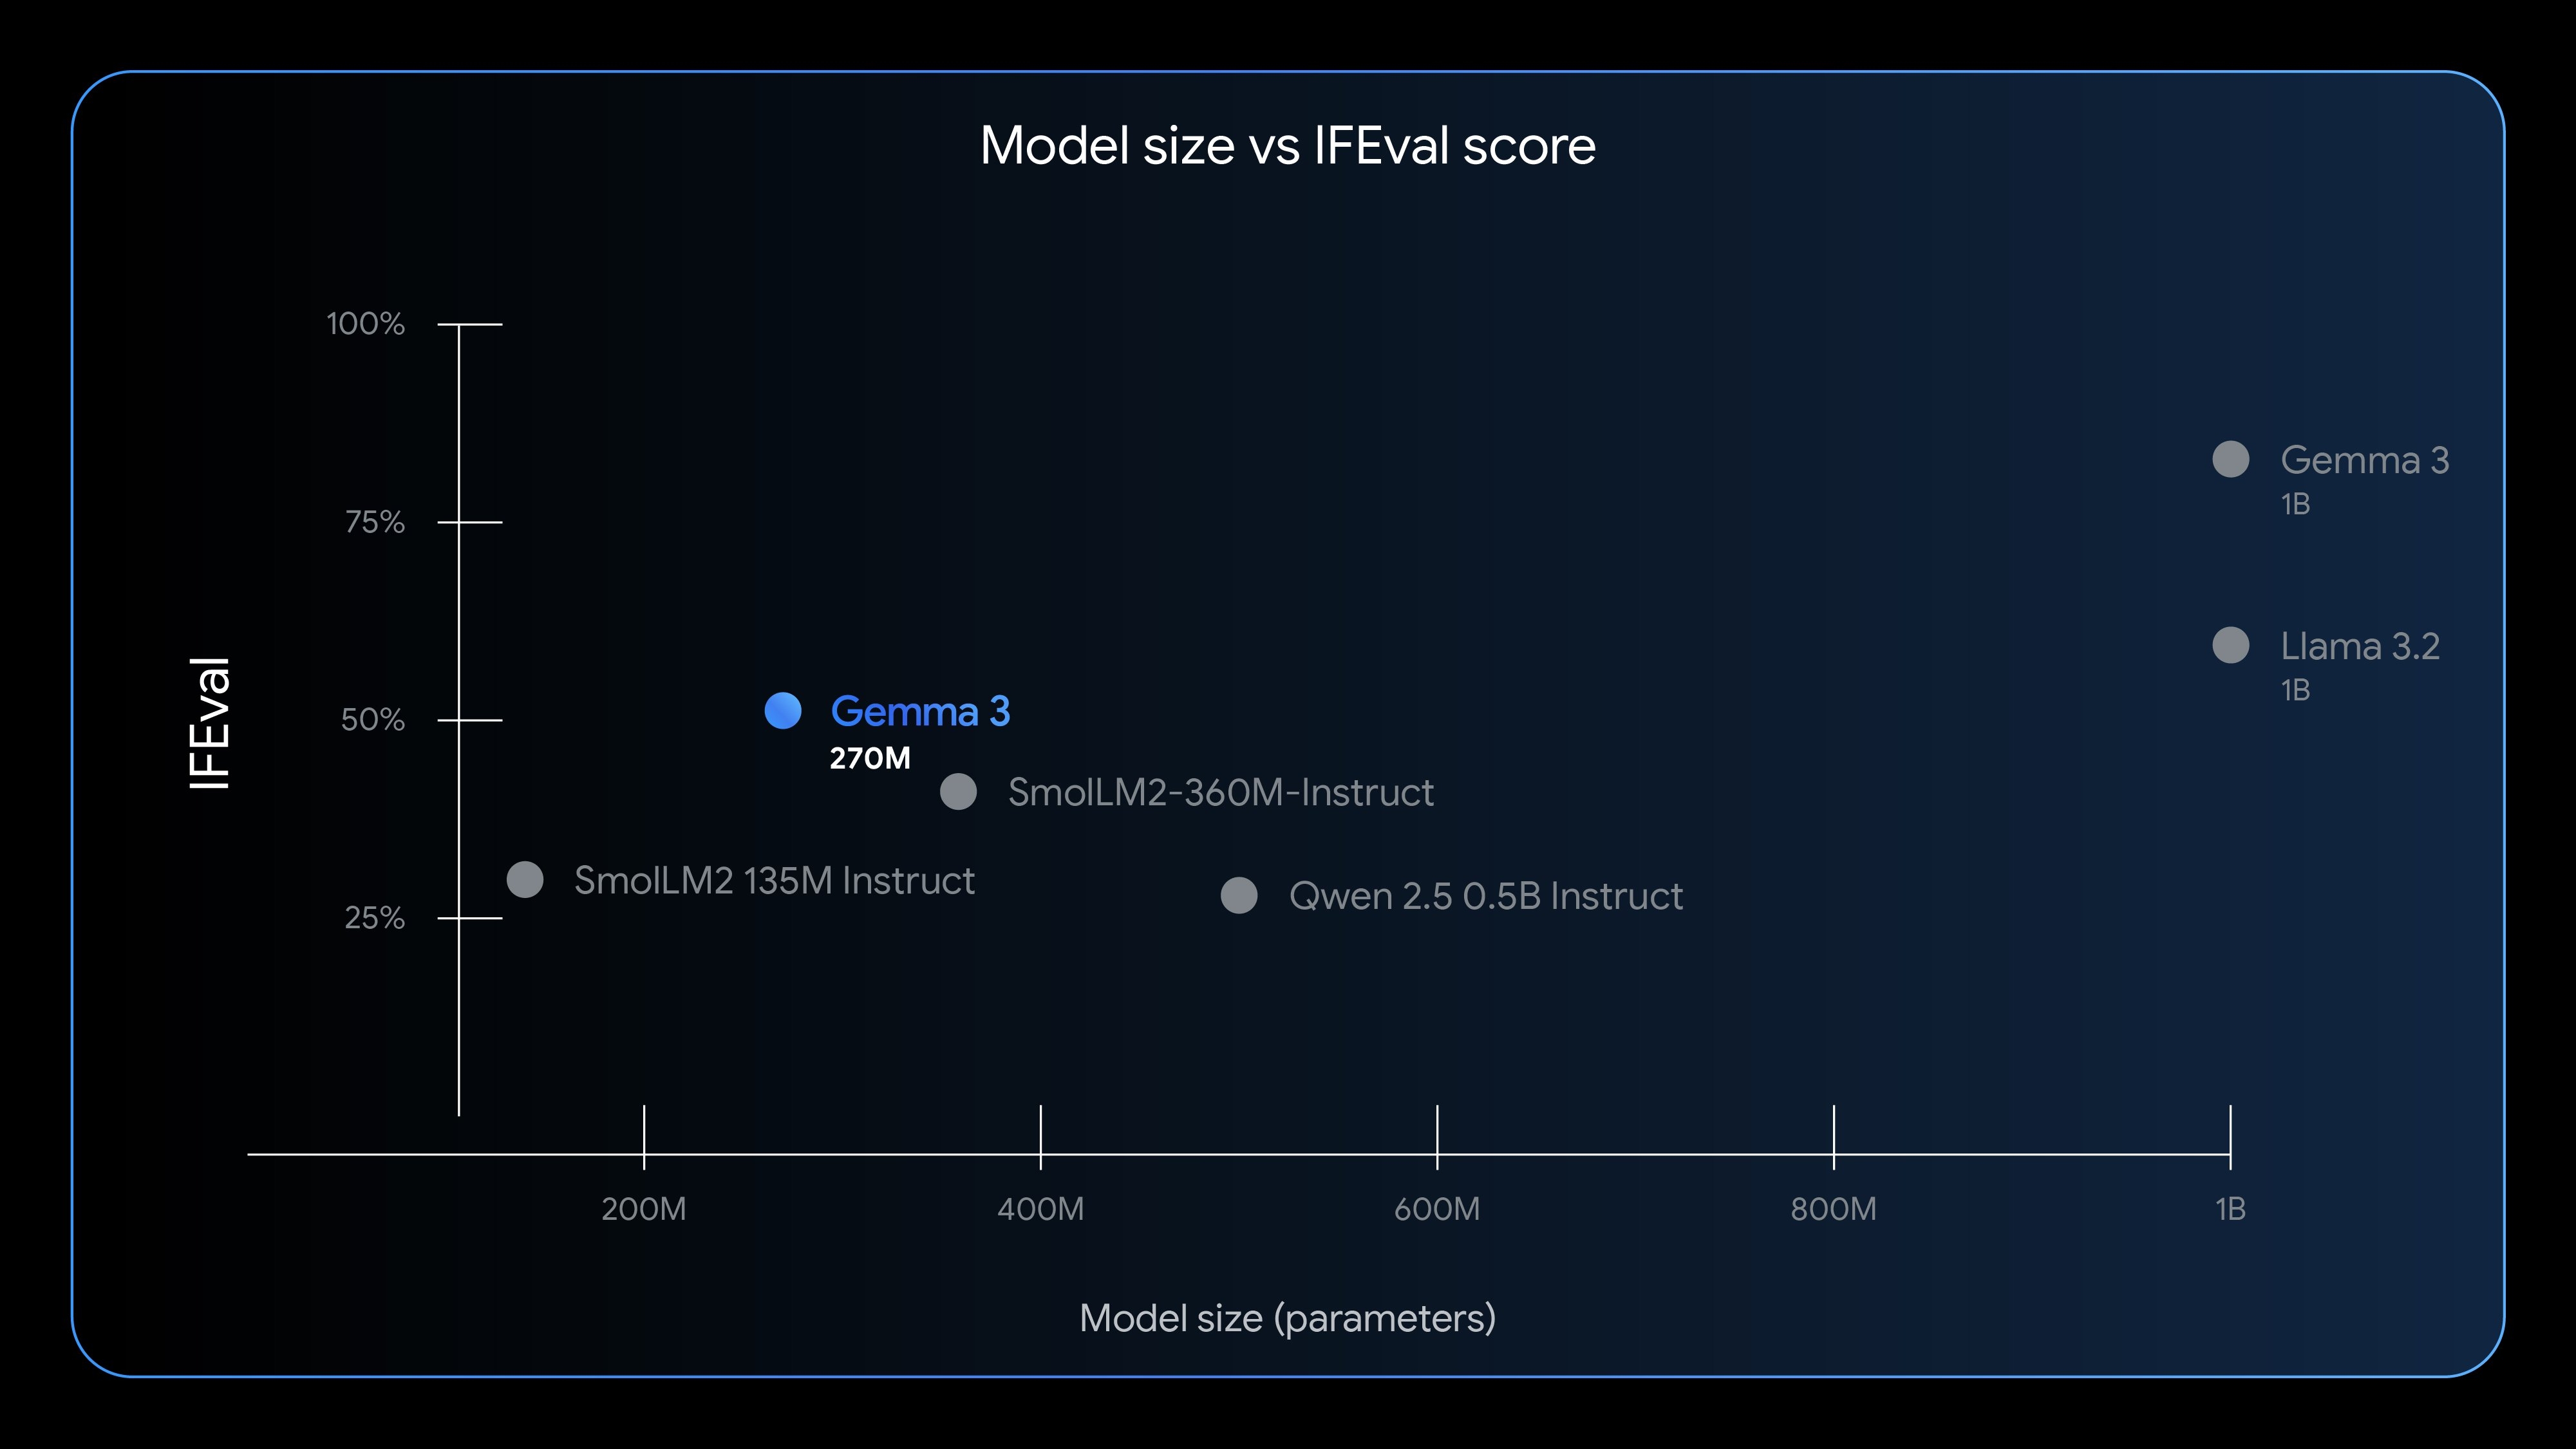 Model size vs IFEval score
IFEval
100%
75%
50%
25%
Gemma 3
1B
Llama 3.2
1B
Gemma 3
270M
SmolLM2-360M-Instruct
SmolLM2 135M Instruct
Qwen 2.5 0.5B Instruct
200M
400M
600M
800M
1B
Model size (parameters)